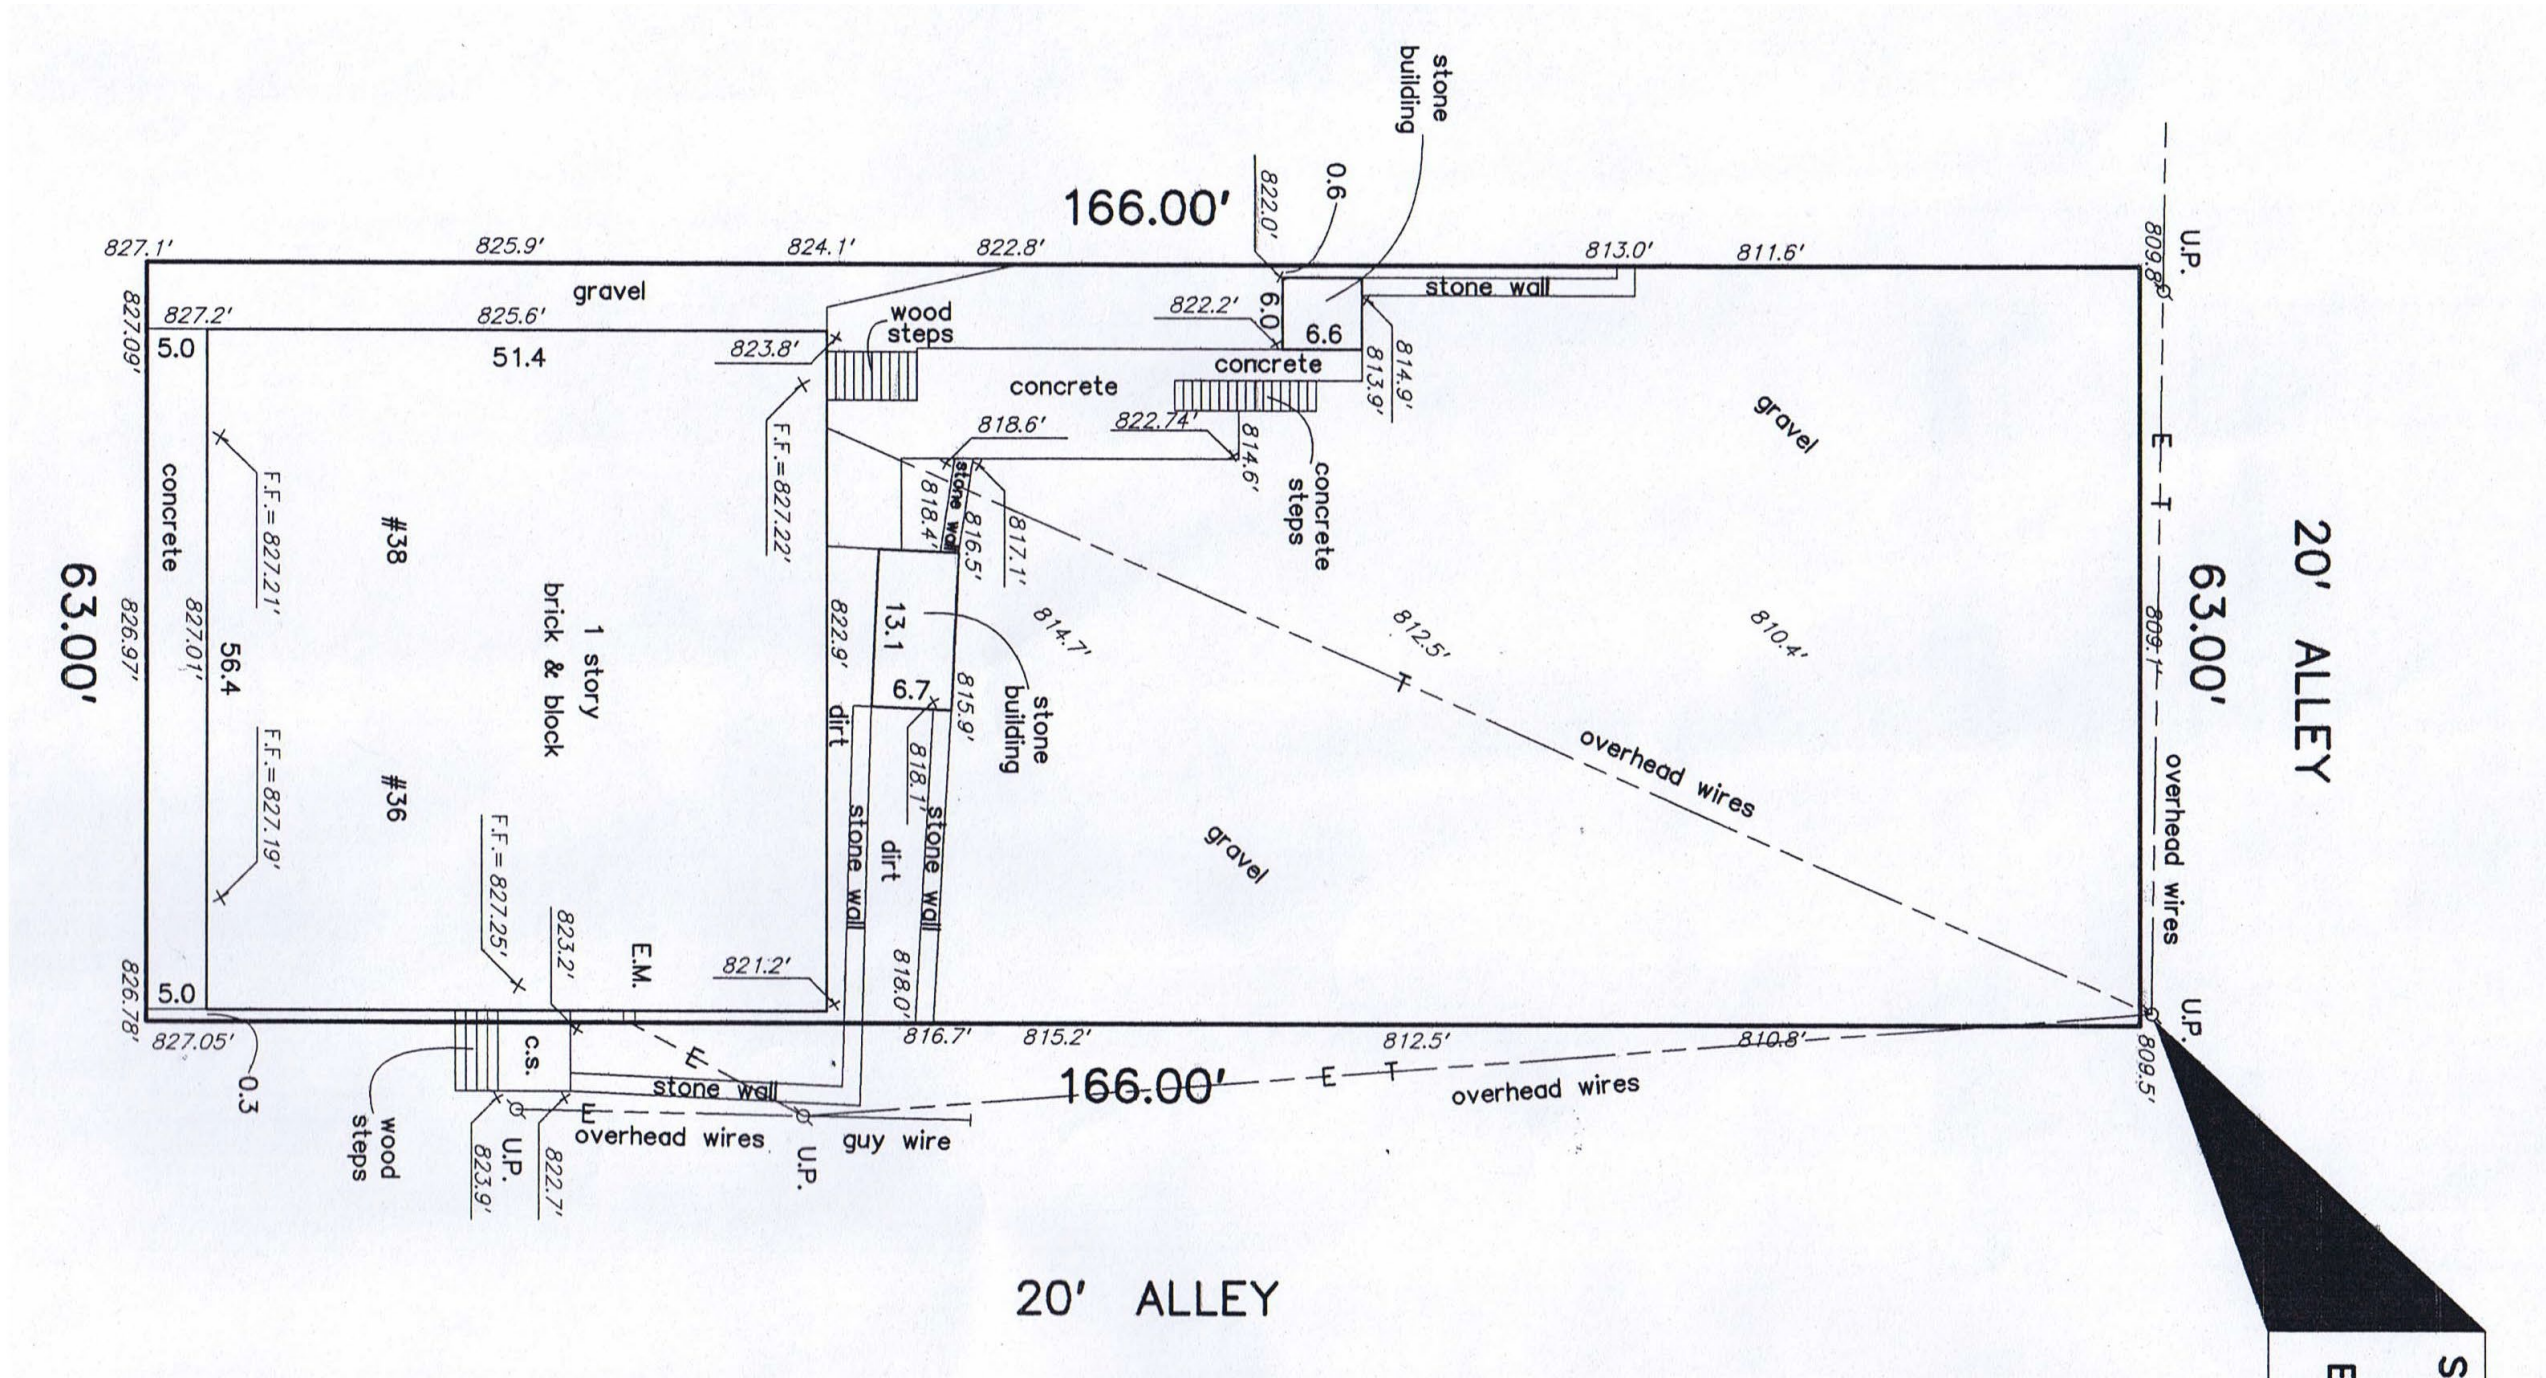 stone
building
0.6
822.0'
166.00'
827.1'
825.9'
824.1'
822.8'
813.0'
811.6'
U.P.
809.8'
gravel
stone wall
827.09'
827.2'
825.6'
wood
steps
822.2'
6.0
6.6
5.0
51.4
823.8'
concrete
concrete
814.9'
813.9'
gravel
E
T
20' ALLEY
818.6'
822.74'
814.6'
concrete
steps
concrete
F.F.=827.21'
#38
F.F.=827.22'
stone wall
818.4'
816.5'
817.1'
63.00'
826.97'
827.01'
56.4
brick & block
1 story
822.9'
13.1
6.7
815.9'
814.7'
812.5'
810.4'
809.1'
63.00'
T
stone
building
dirt
F.F.=827.19'
#36
818.1'
overhead wires
overhead wires
F.F.=827.25'
stone wall
dirt
stone wall
gravel
823.2'
E.M.
821.2'
818.0'
826.78'
5.0
U.P.
827.05'
c.s.
E
816.7'
815.2'
812.5'
810.8'
809.5'
0.3
stone wall
166.00'
E T
overhead wires
wood
steps
E
overhead wires
guy wire
U.P.
823.9'
822.7'
U.P.
20' ALLEY
S
E